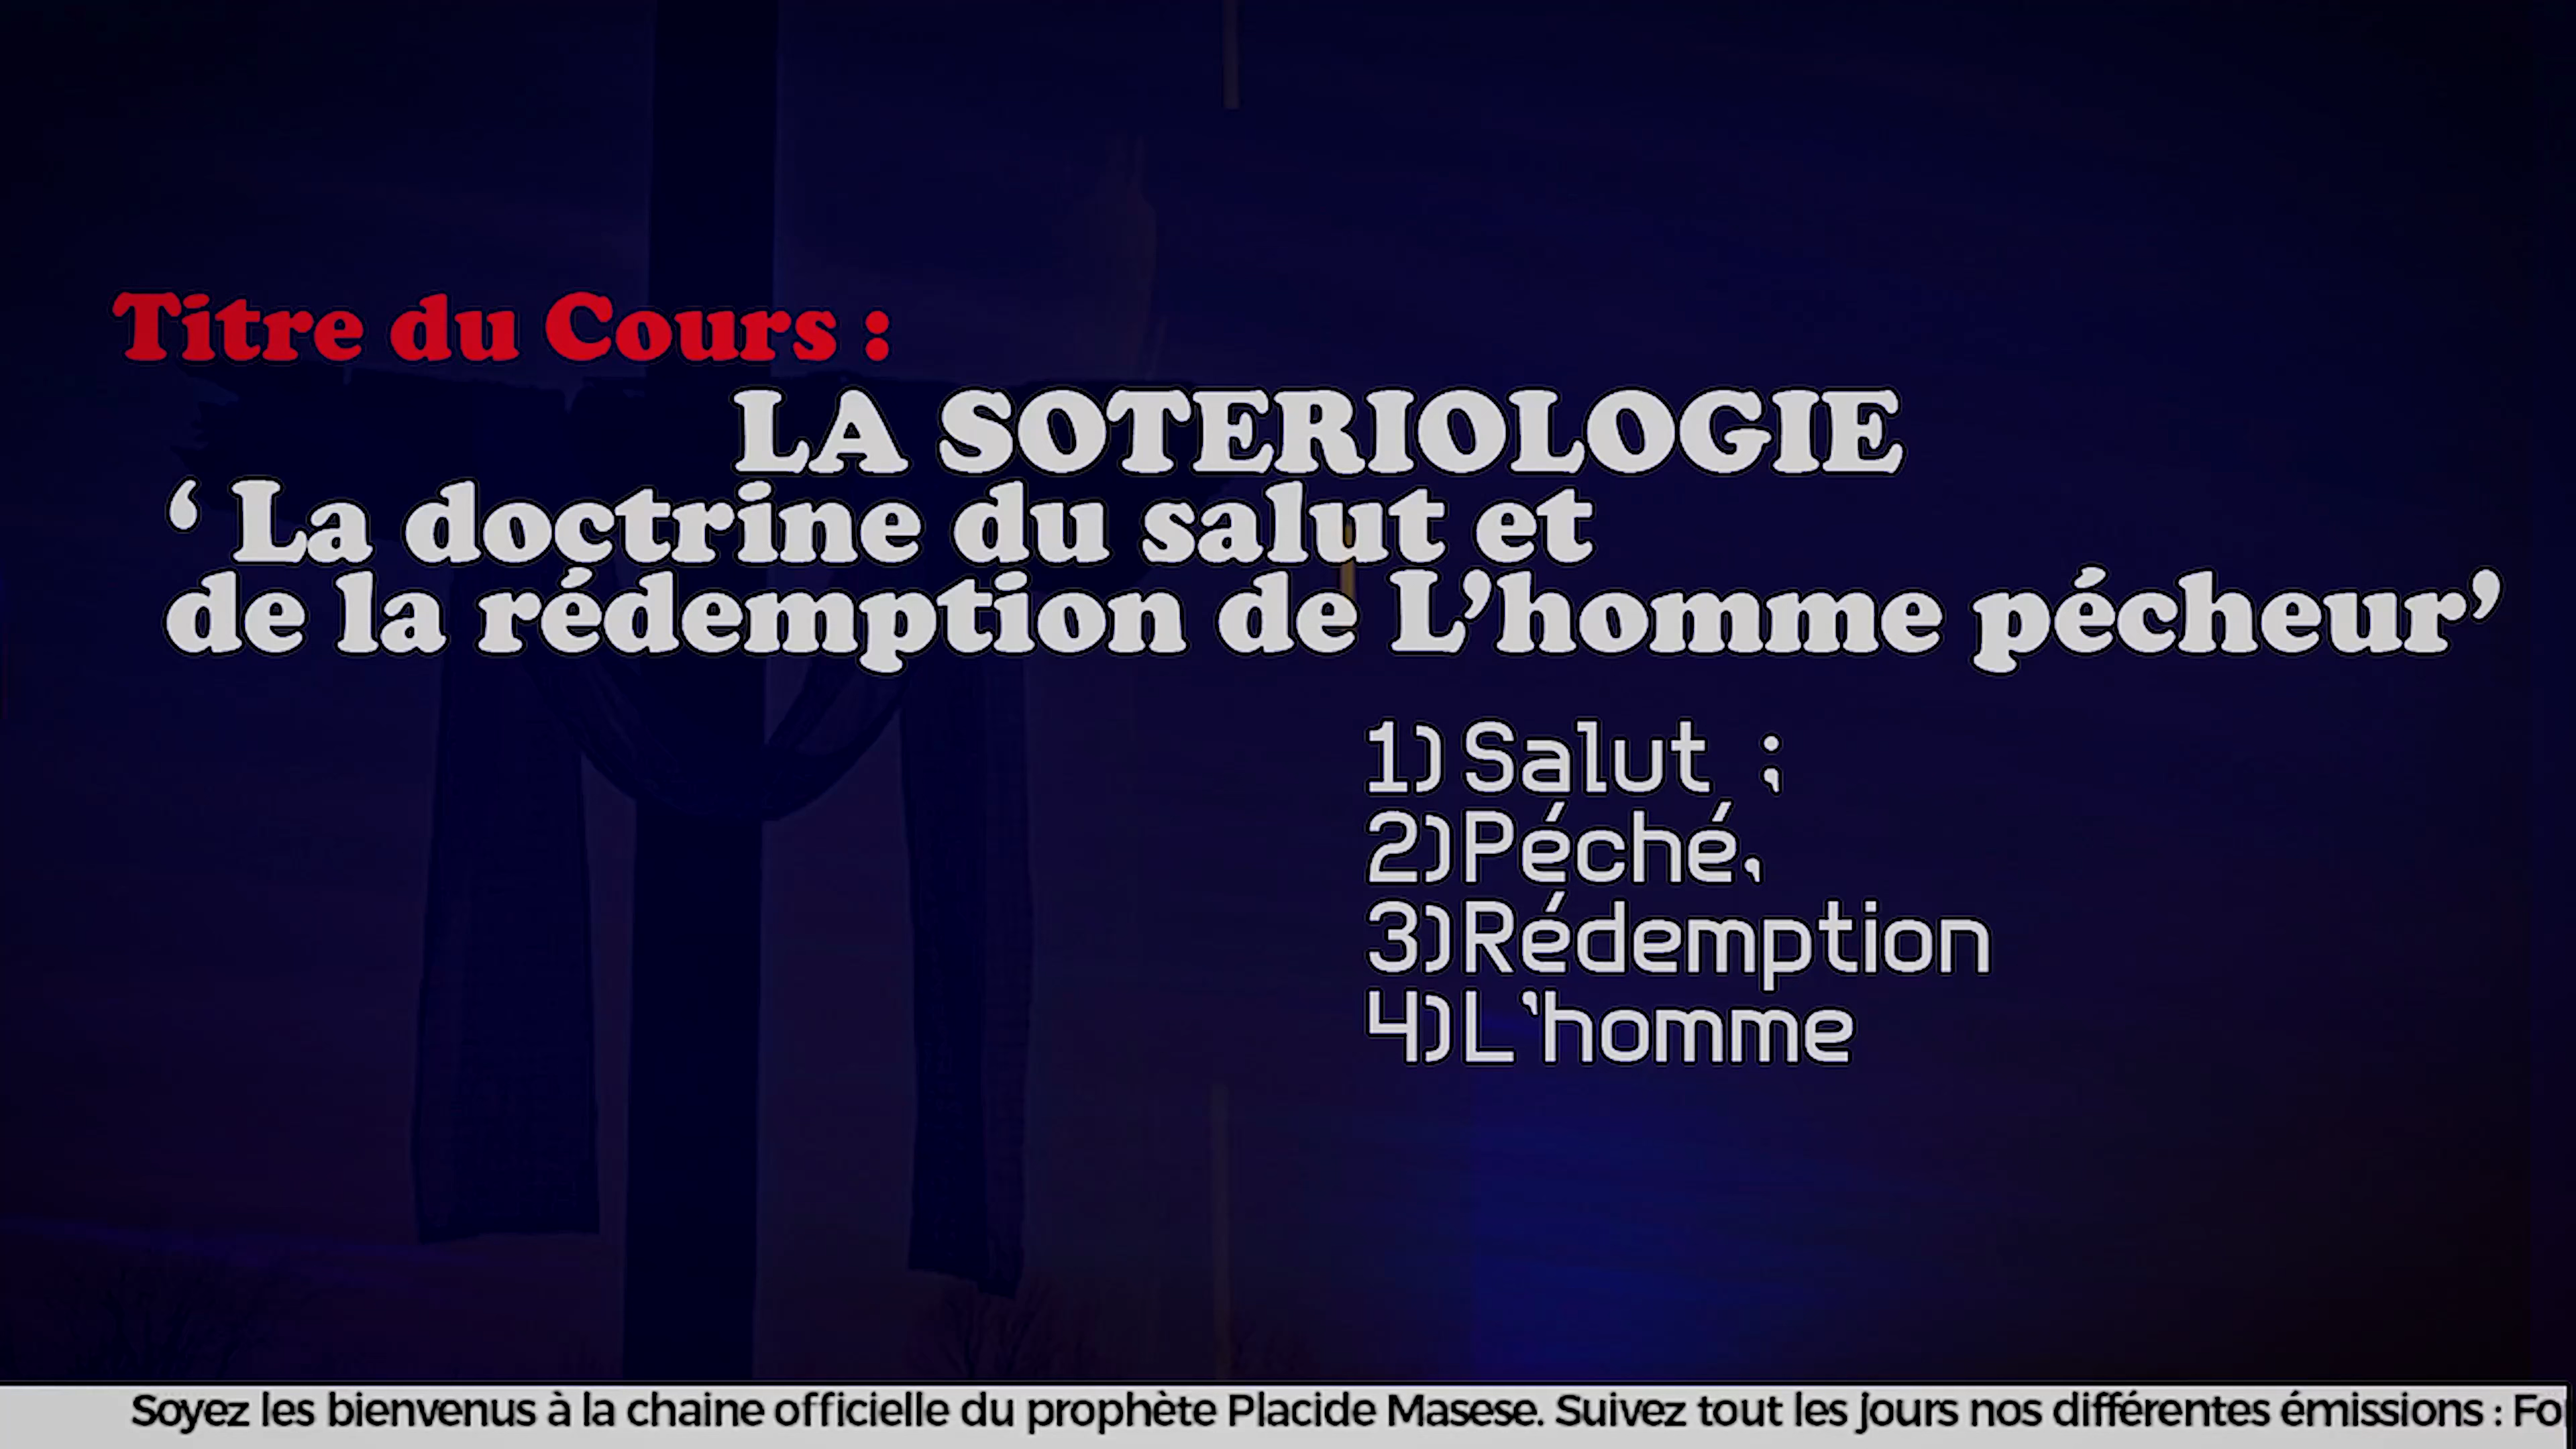 Titre du Cours :
LA SOTERIOLOGIE
‘ La doctrine du salut et
de la rédemption de L’homme pécheur’
1) Salut ;
2) Péché,
3) Rédemption
4) L'homme
Soyez les bienvenus à la chaine officielle du prophète Placide Masese. Suivez tout les jours nos différentes émissions :